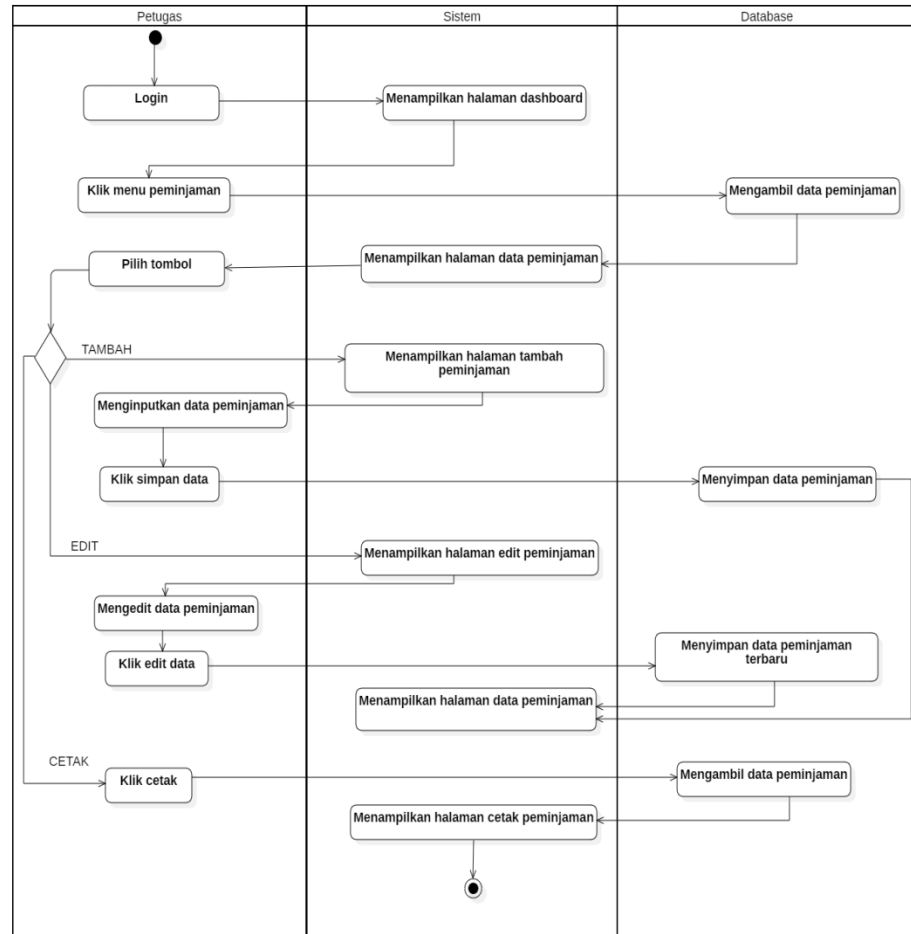 Petugas
Sistem
Database
Login
Menampilkan halaman dashboard
Klik menu peminjaman
Mengambil data peminjaman
Pilih tombol
Menampilkan halaman data peminjaman
TAMBAH
Menampilkan halaman tambah
peminjaman
Menginputkan data peminjaman
Klik simpan data
Menyimpan data peminjaman
EDIT
Menampilkan halaman edit peminjaman
Mengedit data peminjaman
Klik edit data
Menyimpan data peminjaman
terbaru
Menampilkan halaman data peminjaman
CETAK
Klik cetak
Mengambil data peminjaman
Menampilkan halaman cetak peminjaman